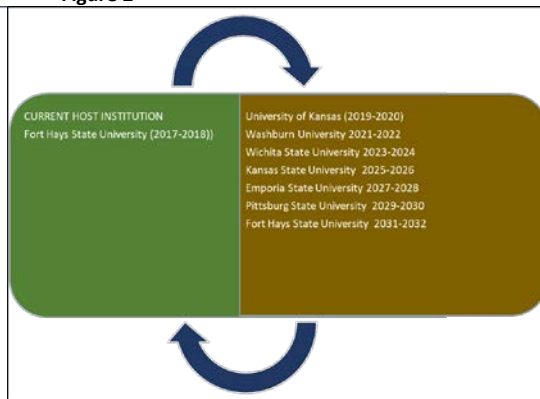 Figure 2
CURRENT HOST INSTITUTION
Fort Hays State University (2017-2018))
University of Kansas (2019-2020)
Washburn University 2021-2022
Wichita State University 2023-2024
Kansas State University 2025-2026
Emporia State University 2027-2028
Pittsburg State University 2029-2030
Fort Hays State University 2031-2032